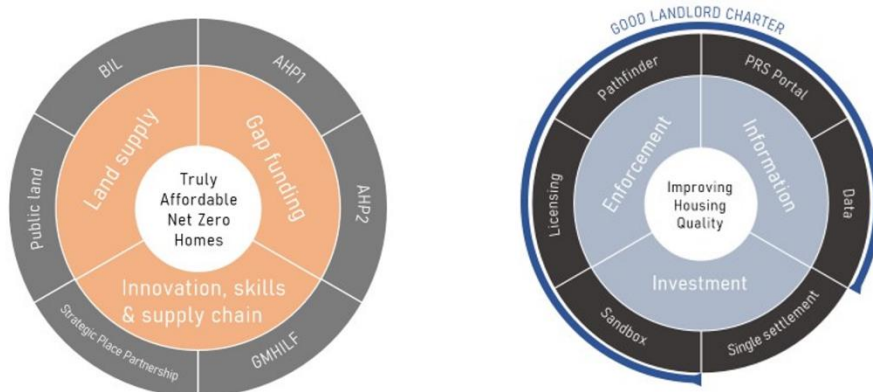 BIL
AHP1
Public land
Land supply
Gap funding
AHP2
Truly
Affordable
Net Zero
Homes
Innovation, skills
& supply chain
Strategic Place Partnership
GMHILF
GOOD LANDLORD CHARTER
Pathfinder
PRS Portal
Licensing
Enforcement
Information
Data
Improving
Housing
Quality
Investment
Sandbox
Single settlement